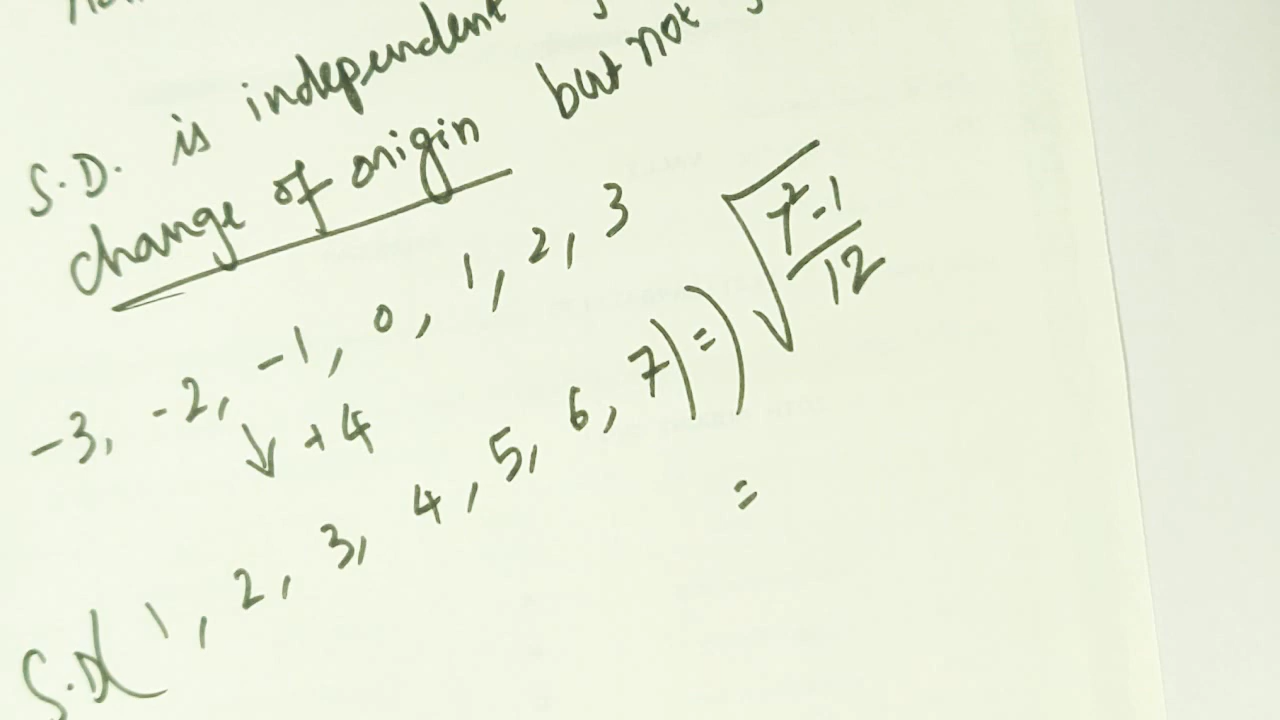 S.D. is independent
change of origin but not
-3, -2, -1, 0, 1, 2, 3
↓ +4
S.D( 1, 2, 3, 4, 5, 6, 7) = √(7²-1/12)
=